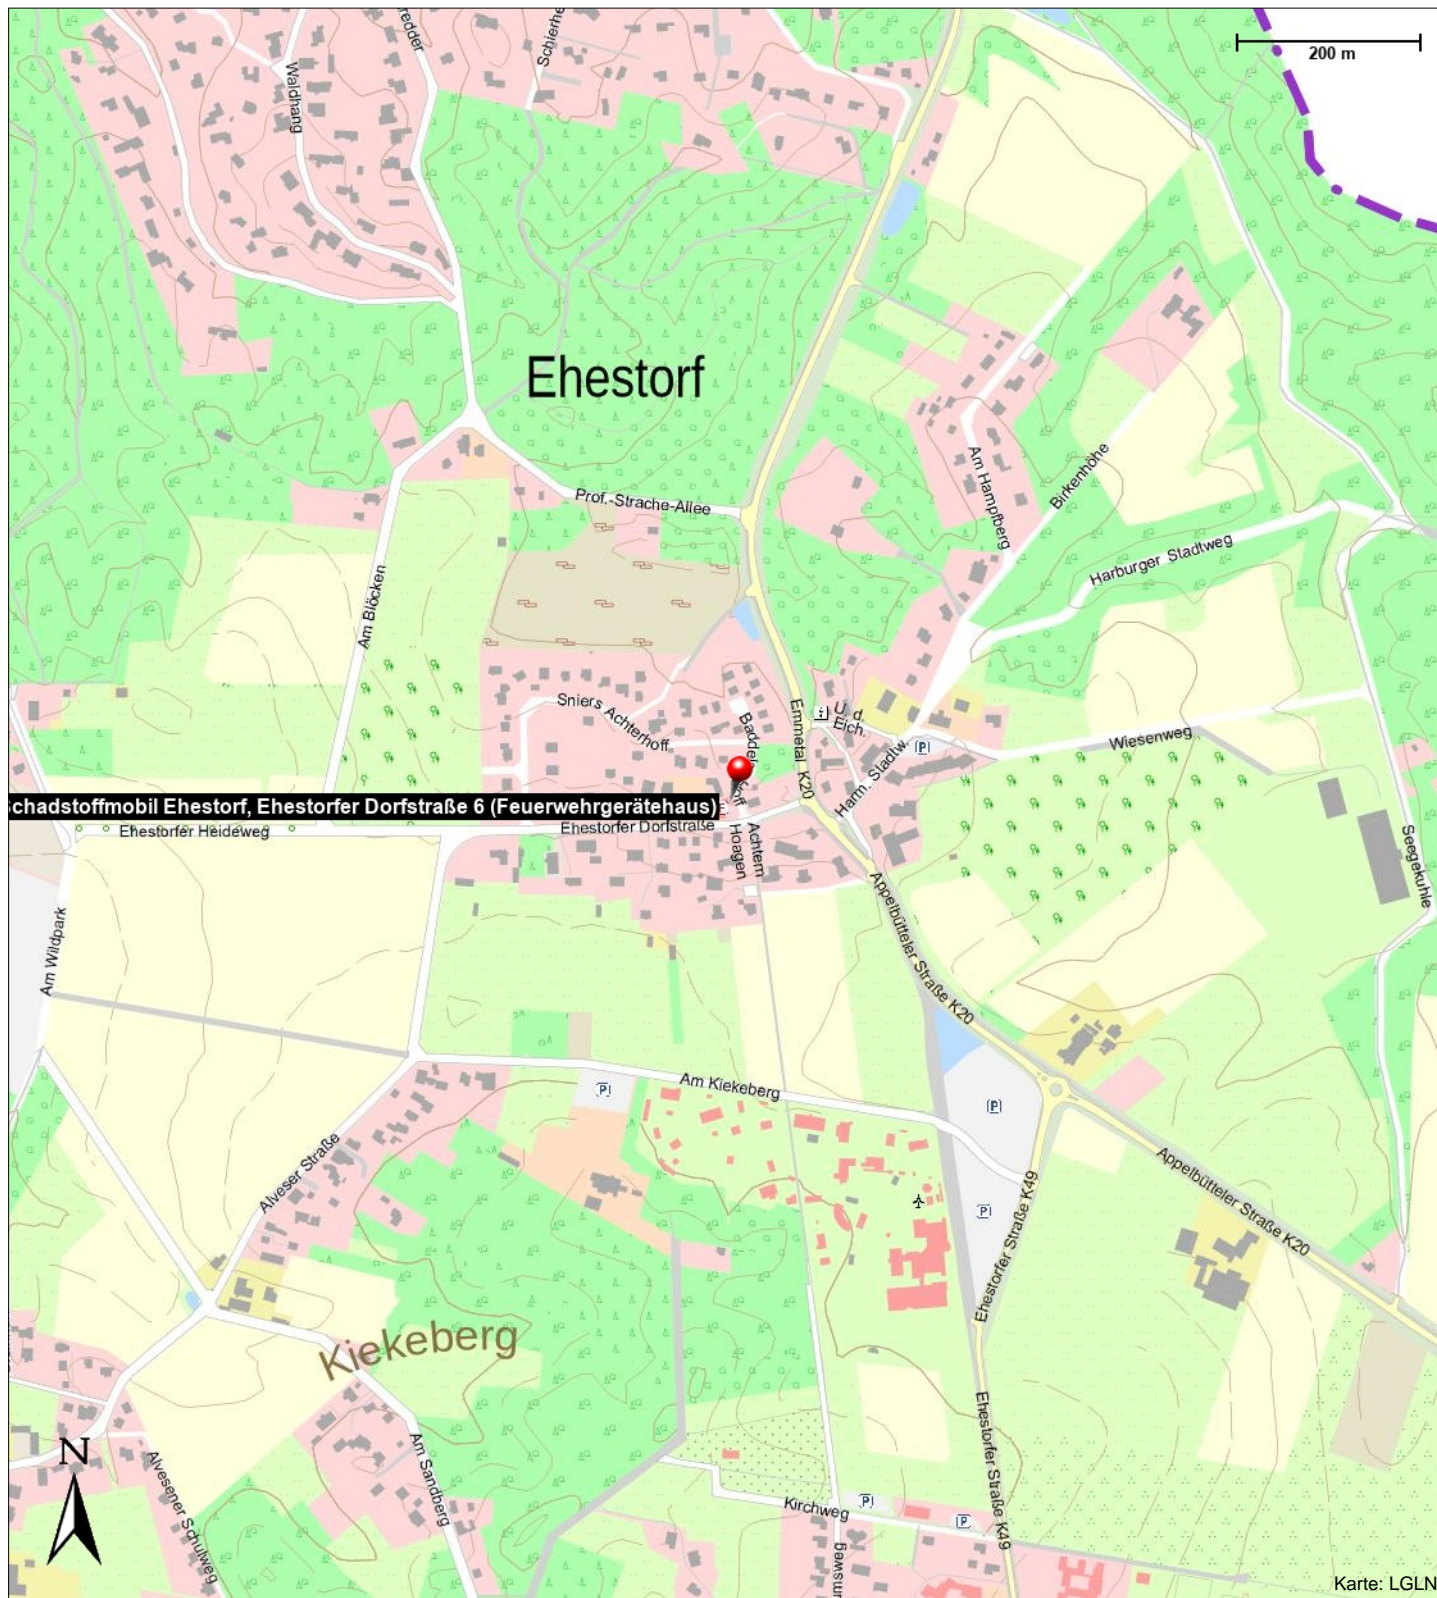 200 m
Waldhang
Ehestorf
Am Hampfberg
Birkenhöhe
Prof.-Strache-Allee
Harburger Stadtweg
Am Blöcken
Sniers Achterhoff
Emmetal K20
U. d.
Eich.
P
Wiesenweg
Harm. Stadtw.
Schadstoffmobil Ehestorf, Ehestorfer Dorfstraße 6 (Feuerwehrgerätehaus)
Ehestorfer Heideweg
Ehestorfer Dorfstraße
Achtern
Hoagen
Seegekuhle
Appelbütteler Straße K20
Am Wildpark
Am Kiekeberg
P
P
Alveser Straße
Appelbütteler Straße K20
P
Ehestorfer Straße K49
Kiekeberg
Ehestorfer Straße K49
Am Sandberg
N
Alvesener Schulweg
Kirchweg
P
P
Karte: LGLN